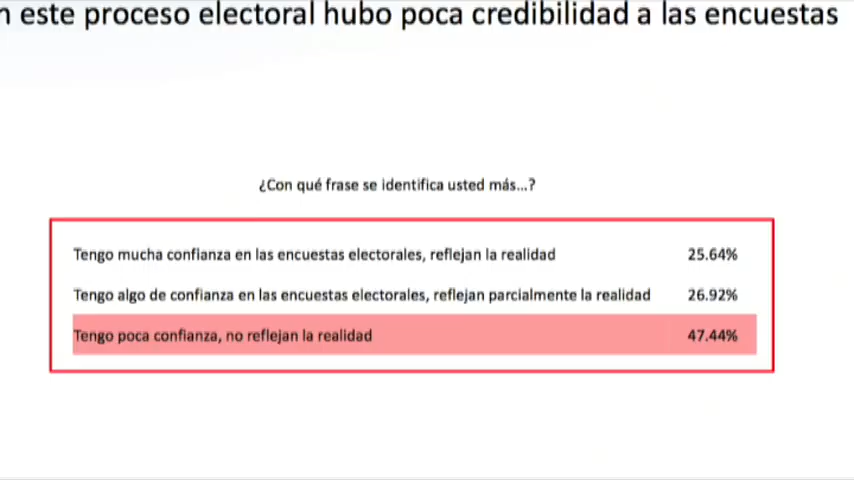 n este proceso electoral hubo poca credibilidad a las encuestas
¿Con qué frase se identifica usted más...?
Tengo mucha confianza en las encuestas electorales, reflejan la realidad 25.64%
Tengo algo de confianza en las encuestas electorales, reflejan parcialmente la realidad 26.92%
Tengo poca confianza, no reflejan la realidad 47.44%